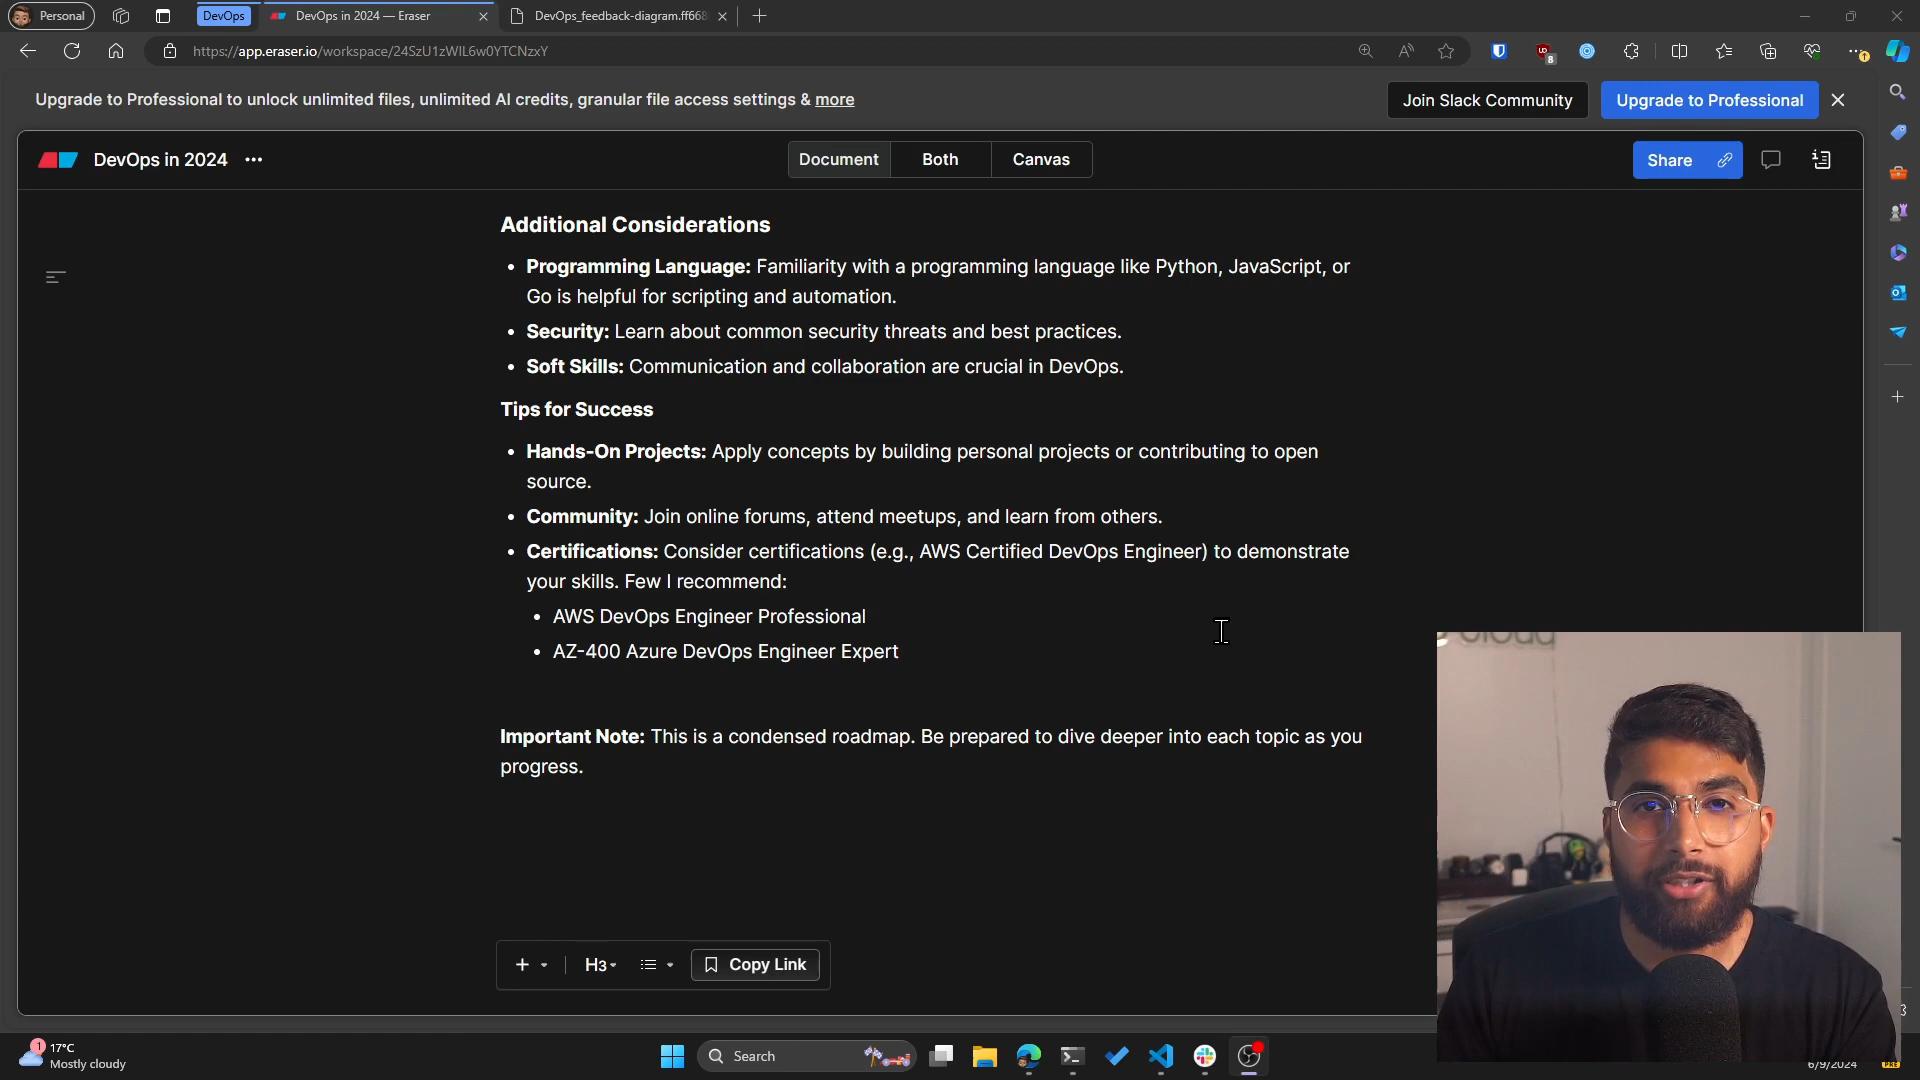 Personal
DevOps
DevOps in 2024 — Eraser
DevOps_feedback-diagram.ff668
https://app.eraser.io/workspace/24SzU1zWIL6w0YTCNzxY
8
Upgrade to Professional to unlock unlimited files, unlimited AI credits, granular file access settings & more
Join Slack Community
Upgrade to Professional
DevOps in 2024 •••
Document
Both
Canvas
Share
Additional Considerations
• Programming Language: Familiarity with a programming language like Python, JavaScript, or
Go is helpful for scripting and automation.
• Security: Learn about common security threats and best practices.
• Soft Skills: Communication and collaboration are crucial in DevOps.
Tips for Success
• Hands-On Projects: Apply concepts by building personal projects or contributing to open
source.
• Community: Join online forums, attend meetups, and learn from others.
• Certifications: Consider certifications (e.g., AWS Certified DevOps Engineer) to demonstrate
your skills. Few I recommend:
• AWS DevOps Engineer Professional
• AZ-400 Azure DevOps Engineer Expert
Important Note: This is a condensed roadmap. Be prepared to dive deeper into each topic as you
progress.
H3
Copy Link
1
17°C
Mostly cloudy
Search
6/9/2024
PRE